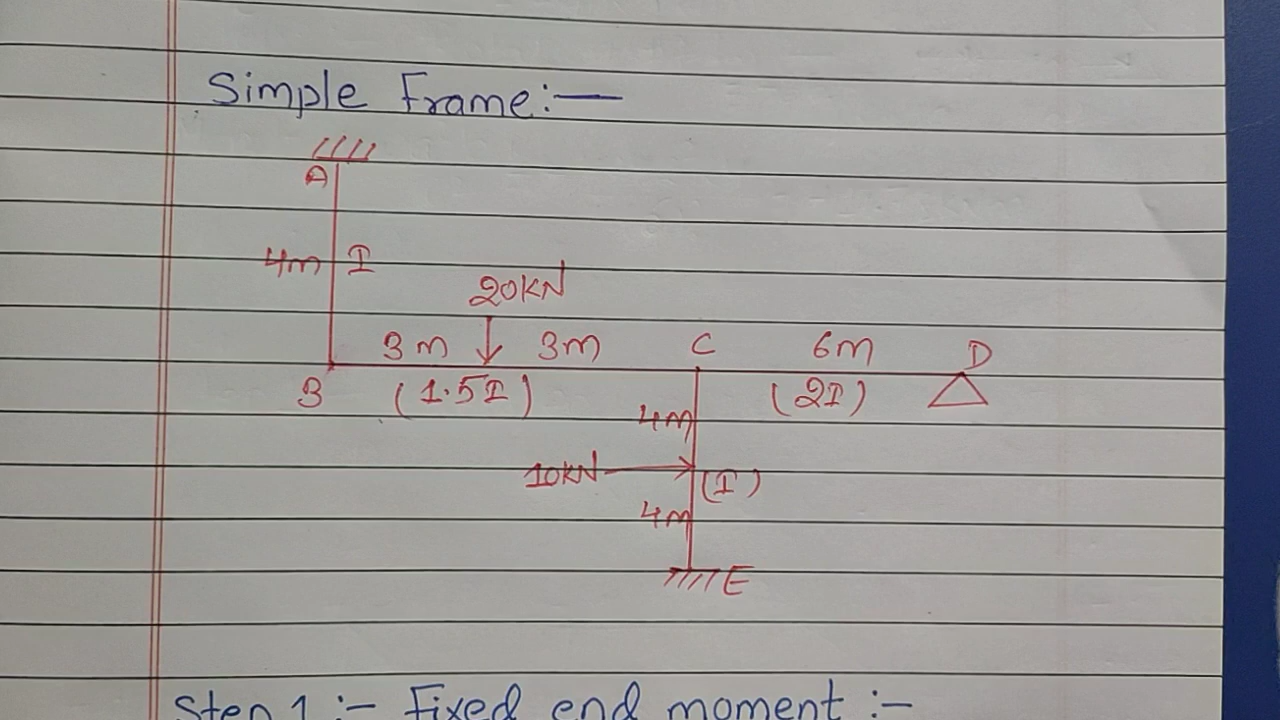 Simple Frame:—
A
4m I
20KN
3m 3m C 6m D
B (1.5I) (2I)
4m
10KN (I)
4m
E
Step 1 :- Fixed end moment :-